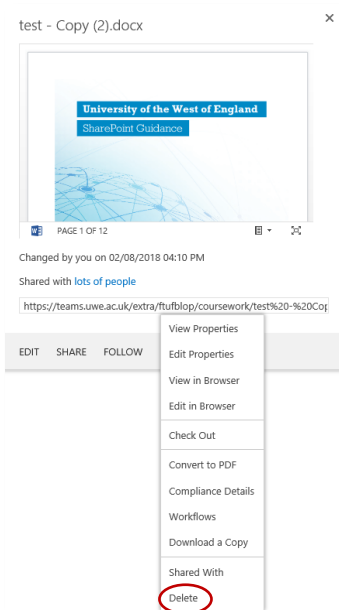 test - Copy (2).docx
University of the West of England
SharePoint Guidance
PAGE 1 OF 12
Changed by you on 02/08/2018 04:10 PM
Shared with lots of people
https://teams.uwe.ac.uk/extra/ftufblop/coursework/test%20-%20Cop
EDIT SHARE FOLLOW
View Properties
Edit Properties
View in Browser
Edit in Browser
Check Out
Convert to PDF
Compliance Details
Workflows
Download a Copy
Shared With
Delete